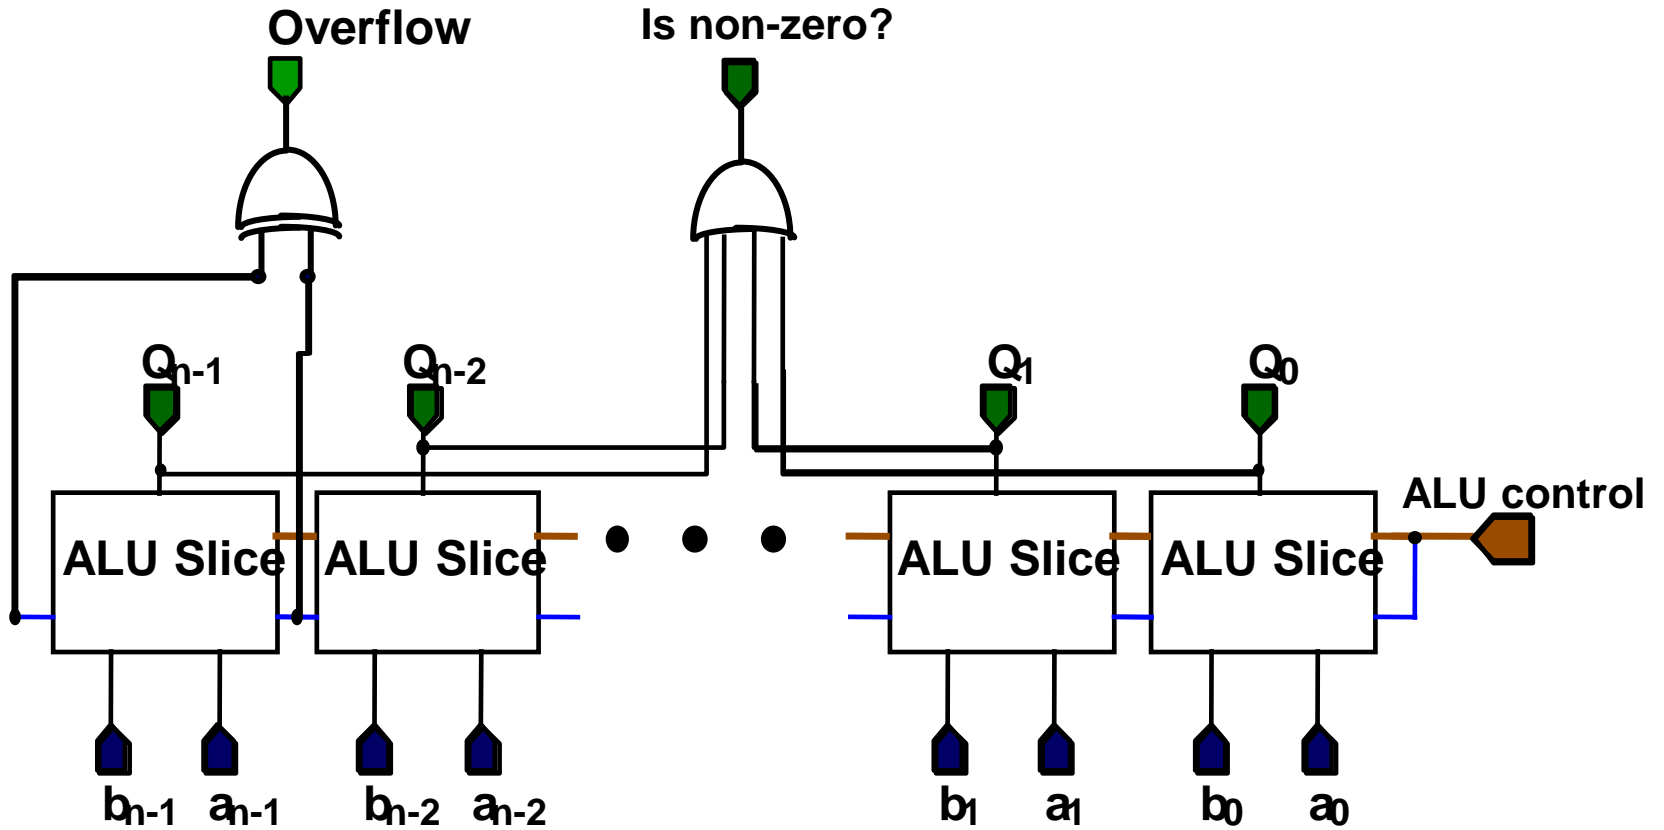 Overflow
Is non-zero?
Qn-1
Qn-2
Q1
Q0
ALU control
ALU Slice
ALU Slice
ALU Slice
ALU Slice
bn-1
an-1
bn-2
an-2
b1
a1
b0
a0